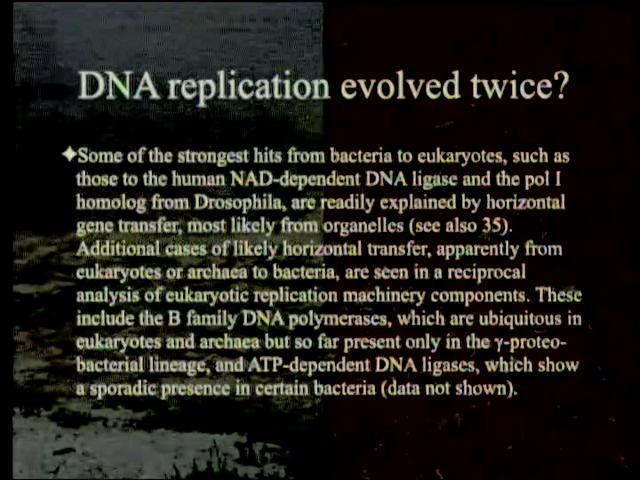 DNA replication evolved twice?
✦Some of the strongest hits from bacteria to eukaryotes, such as
those to the human NAD-dependent DNA ligase and the pol I
homolog from Drosophila, are readily explained by horizontal
gene transfer, most likely from organelles (see also 35).
Additional cases of likely horizontal transfer, apparently from
eukaryotes or archaea to bacteria, are seen in a reciprocal
analysis of eukaryotic replication machinery components. These
include the B family DNA polymerases, which are ubiquitous in
eukaryotes and archaea but so far present only in the γ-proteo-
bacterial lineage, and ATP-dependent DNA ligases, which show
a sporadic presence in certain bacteria (data not shown).